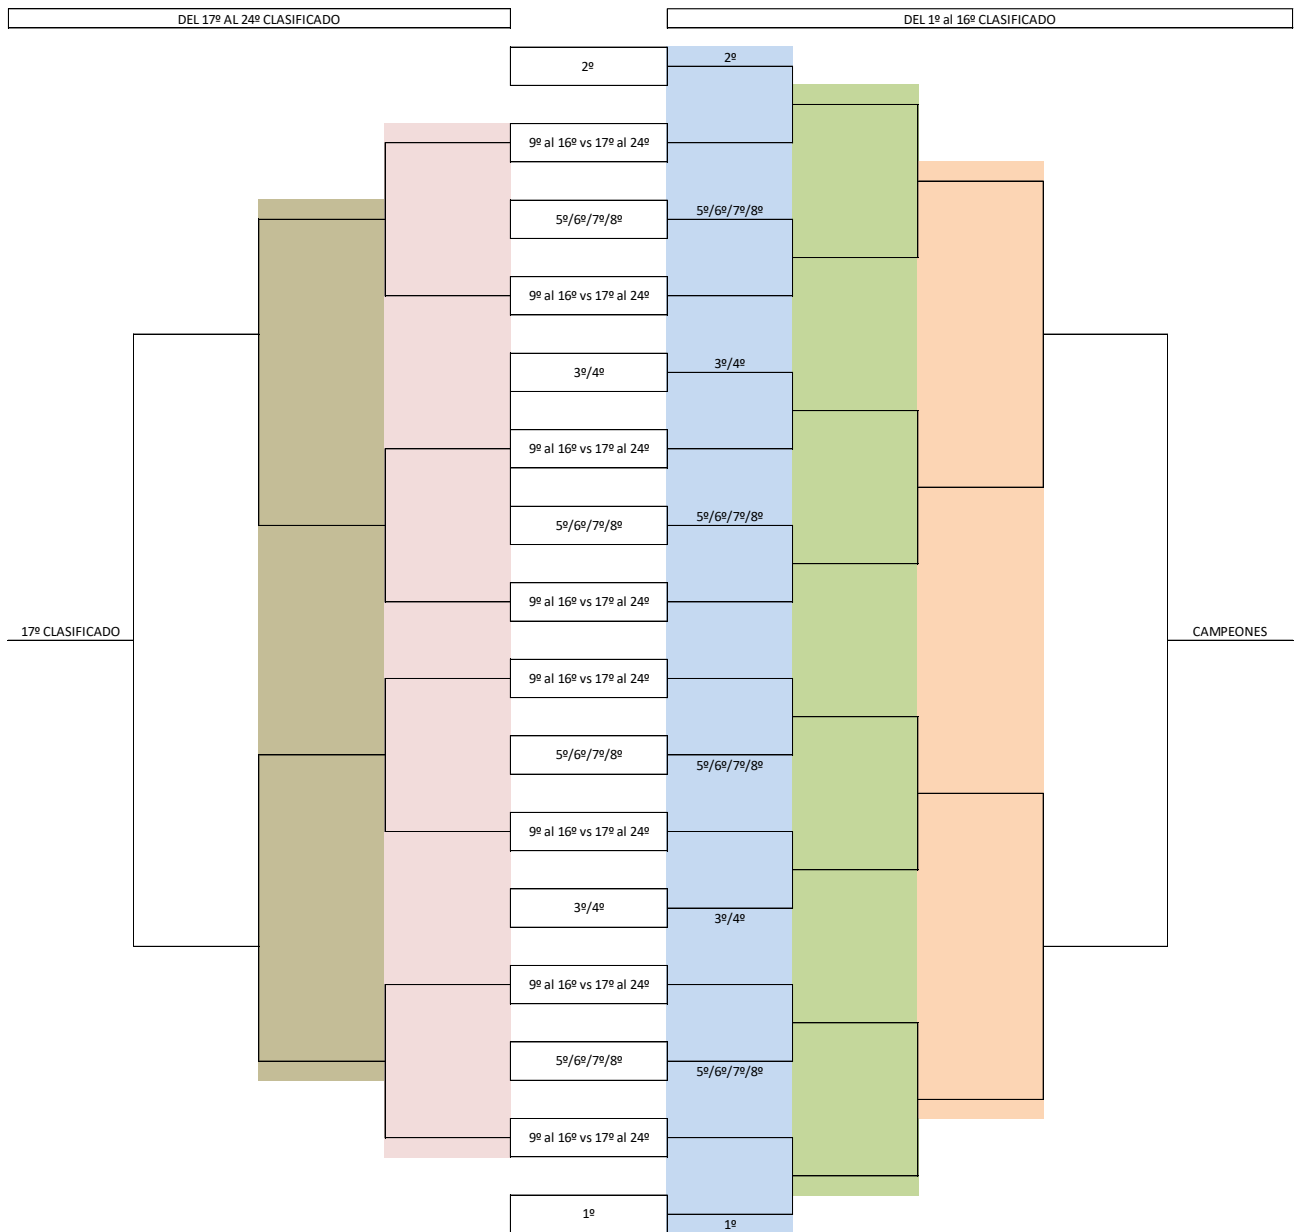 DEL 17º AL 24º CLASIFICADO
DEL 1º al 16º CLASIFICADO
2º
2º
9º al 16º vs 17º al 24º
5º/6º/7º/8º
5º/6º/7º/8º
9º al 16º vs 17º al 24º
3º/4º
3º/4º
9º al 16º vs 17º al 24º
5º/6º/7º/8º
5º/6º/7º/8º
9º al 16º vs 17º al 24º
17º CLASIFICADO
CAMPEONES
9º al 16º vs 17º al 24º
5º/6º/7º/8º
5º/6º/7º/8º
9º al 16º vs 17º al 24º
3º/4º
3º/4º
9º al 16º vs 17º al 24º
5º/6º/7º/8º
5º/6º/7º/8º
9º al 16º vs 17º al 24º
1º
1º